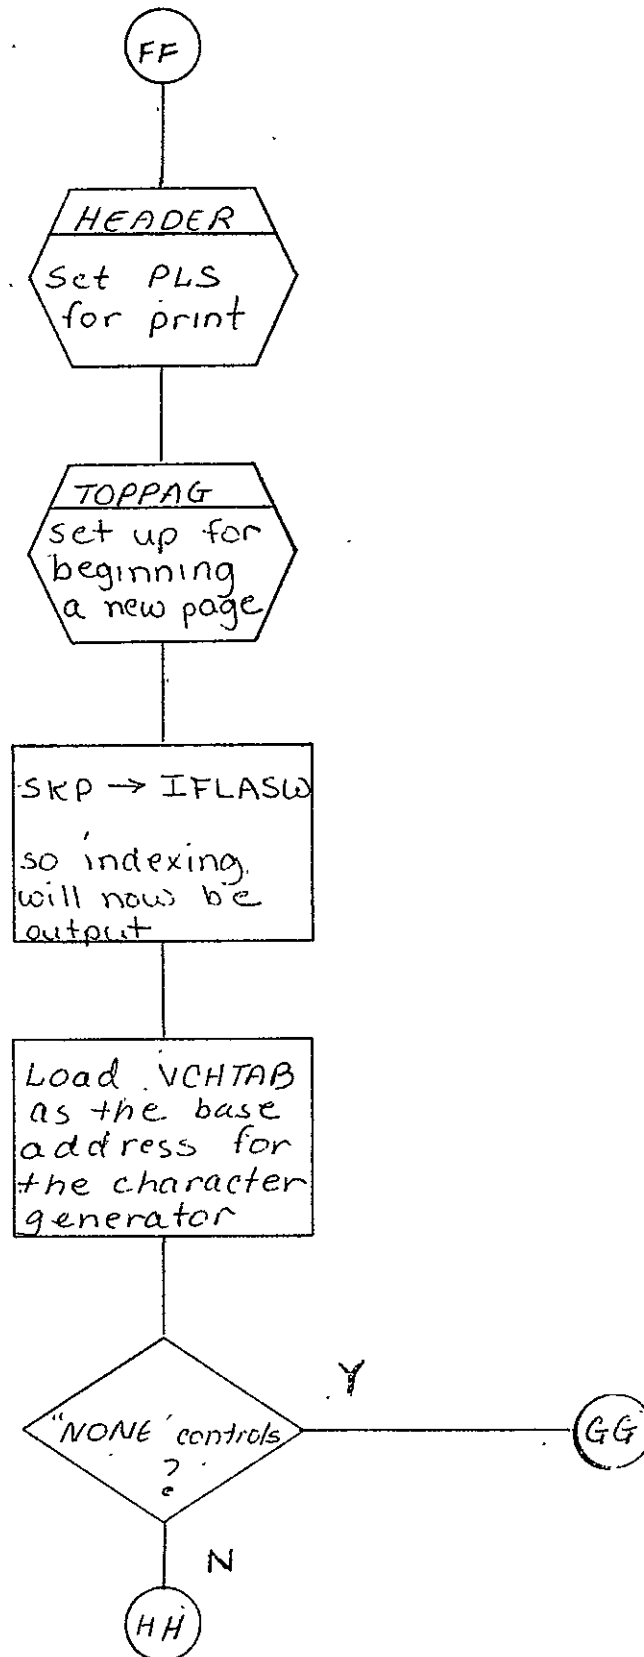 FF
HEADER
Set PLS
for print
TOPPAG
set up for
beginning
a new page
SKP → IFLASW
so indexing
will now be
output
Load VCHTAB
as the base
address for
the character
generator
Y
"NONE" controls
?
GG
N
HH